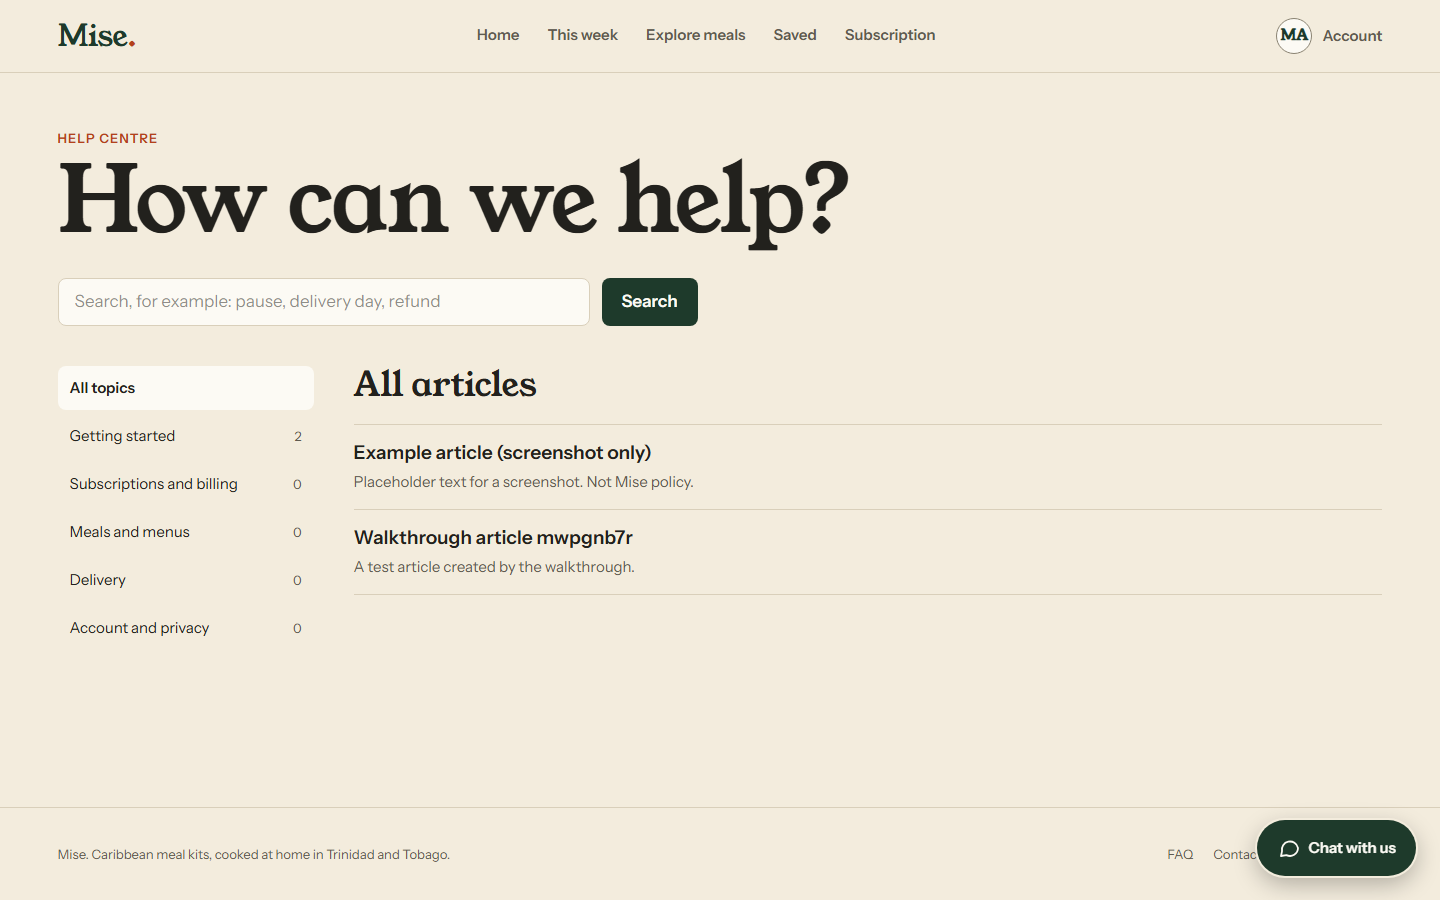 Mise.
Home
This week
Explore meals
Saved
Subscription
MA
Account
HELP CENTRE
How can we help?
Search, for example: pause, delivery day, refund
Search
All topics
Getting started 2
Subscriptions and billing 0
Meals and menus 0
Delivery 0
Account and privacy 0
All articles
Example article (screenshot only)
Placeholder text for a screenshot. Not Mise policy.
Walkthrough article mwpgnb7r
A test article created by the walkthrough.
Mise. Caribbean meal kits, cooked at home in Trinidad and Tobago.
FAQ
Chat with us